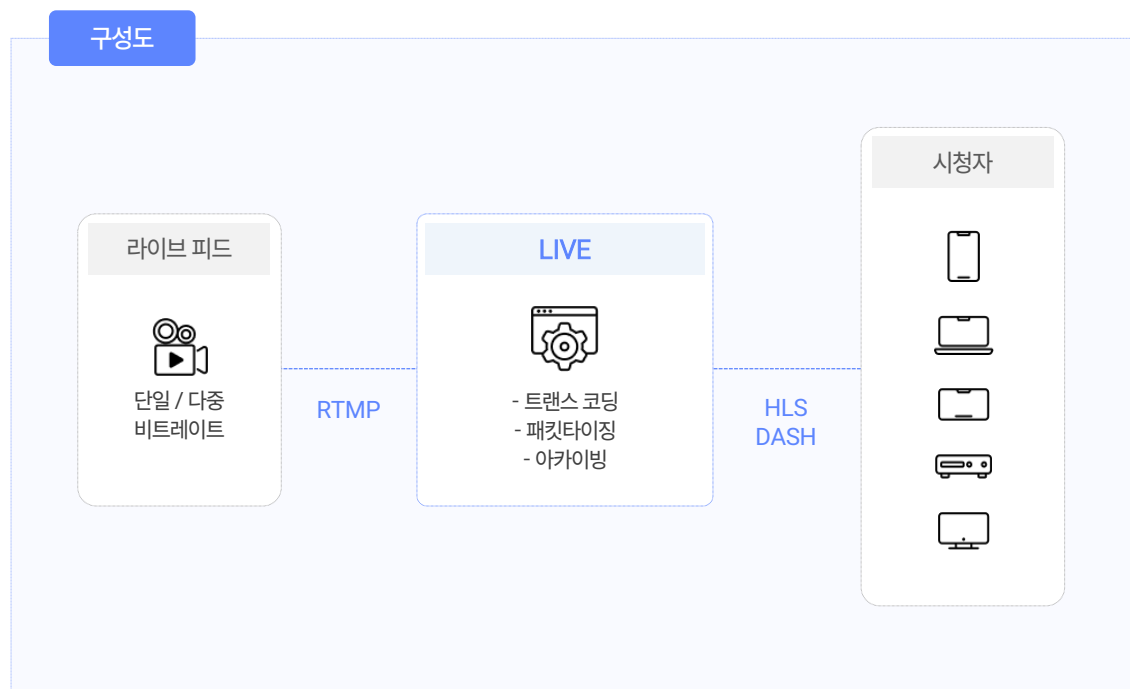 구성도
라이브 피드
단일 / 다중
비트레이트
RTMP
LIVE
- 트랜스 코딩
- 패킷타이징
- 아카이빙
HLS
DASH
시청자